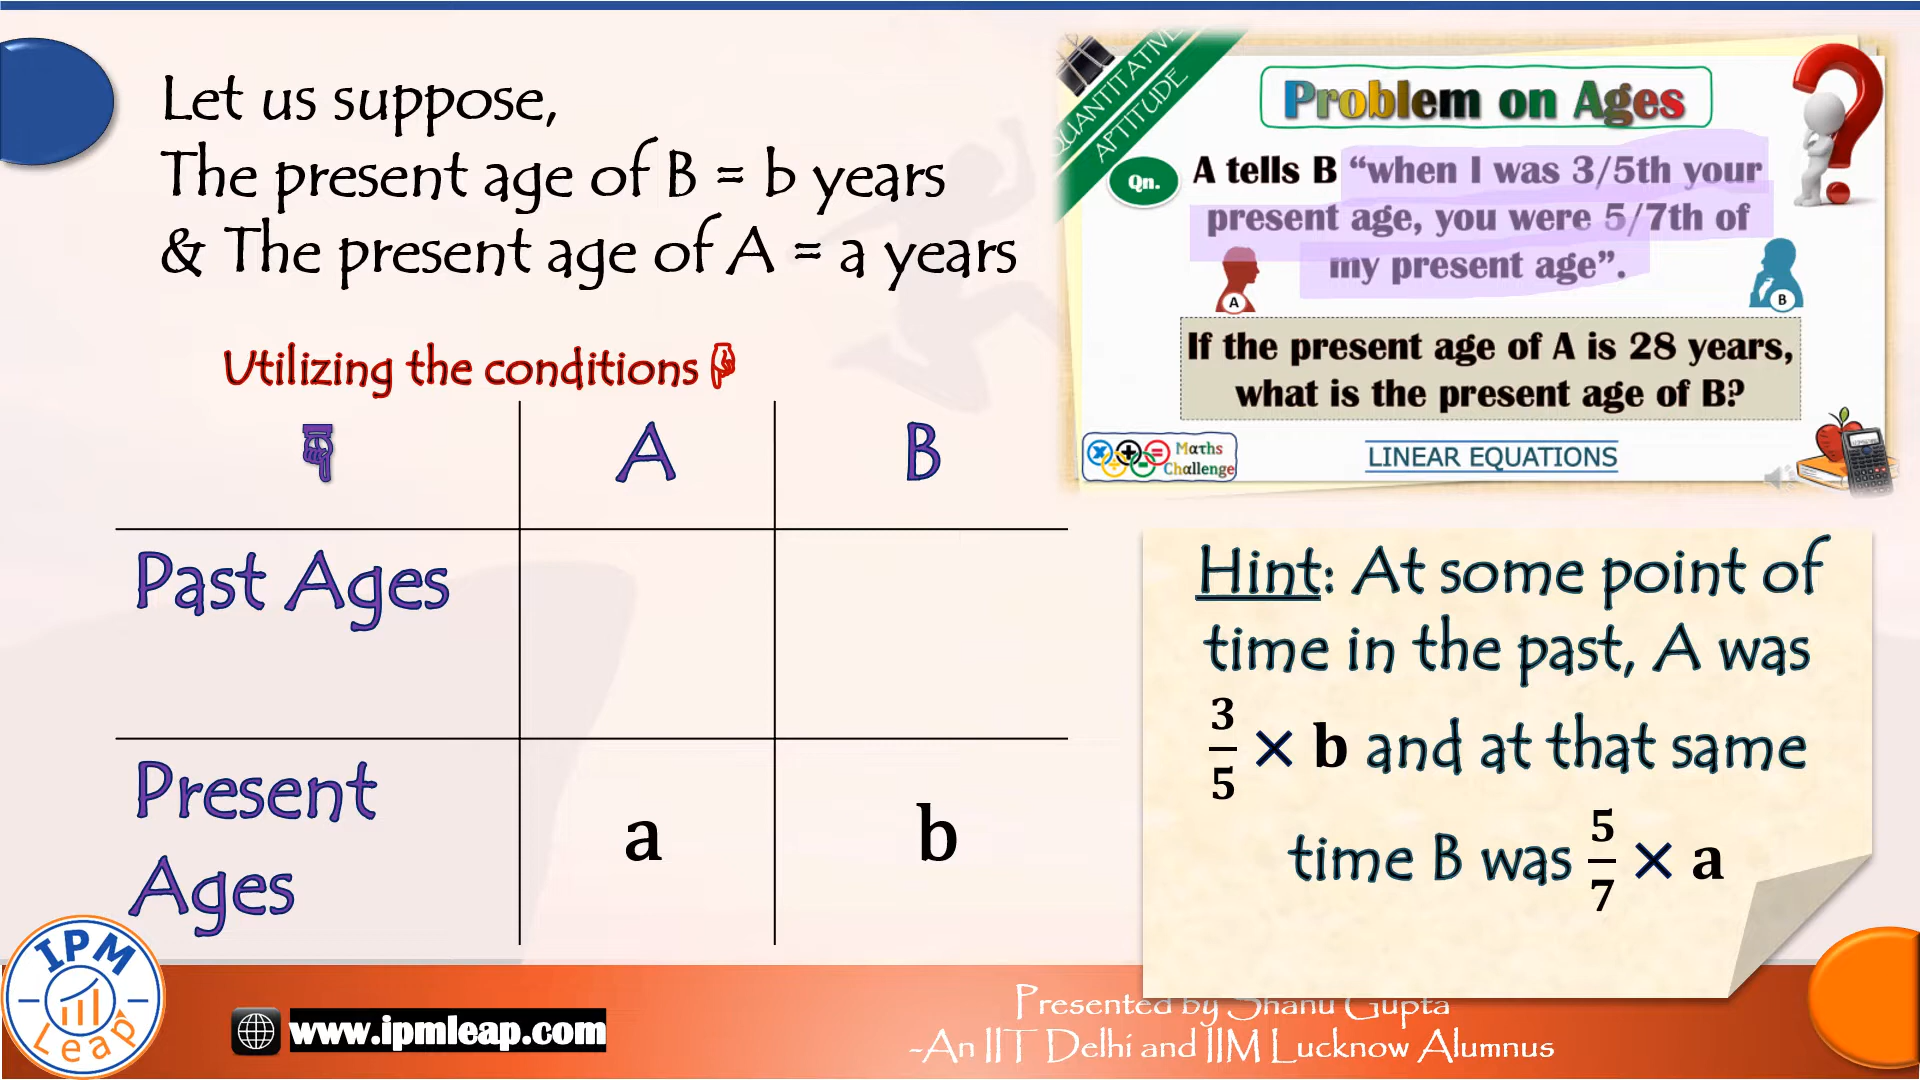 Let us suppose,
The present age of B = b years
& The present age of A = a years
Utilizing the conditions
A B
Past Ages
Present
Ages
a b
QUANTITATIVE
APTITUDE
Problem on Ages
Qn. A tells B “when I was 3/5th your
present age, you were 5/7th of
my present age”.
A B
If the present age of A is 28 years,
what is the present age of B?
Maths
Challenge
LINEAR EQUATIONS
Hint: At some point of
time in the past, A was
3/5 × b and at that same
time B was 5/7 × a
IPM
Leap
www.ipmleap.com
Presented by Shanu Gupta
-An IIT Delhi and IIM Lucknow Alumnus